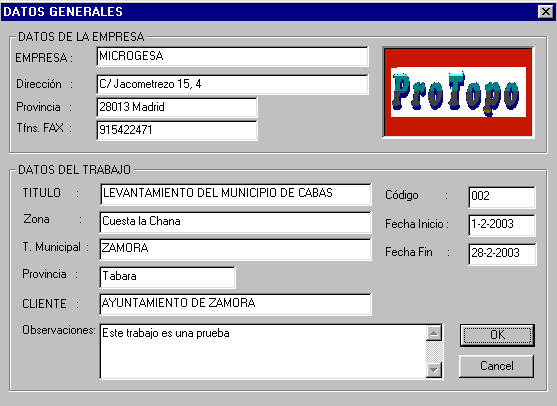 DATOS GENERALES
DATOS DE LA EMPRESA
EMPRESA : MICROGESA
Dirección : C/ Jacometrezo 15, 4
Provincia : 28013 Madrid
Tfns. FAX : 915422471
ProTopo
DATOS DEL TRABAJO
TITULO : LEVANTAMIENTO DEL MUNICIPIO DE CABAS
Código : 002
Zona : Cuesta la Chana
Fecha Inicio : 1-2-2003
T. Municipal : ZAMORA
Fecha Fin : 28-2-2003
Provincia : Tabara
CLIENTE : AYUNTAMIENTO DE ZAMORA
Observaciones: Este trabajo es una prueba
OK
Cancel